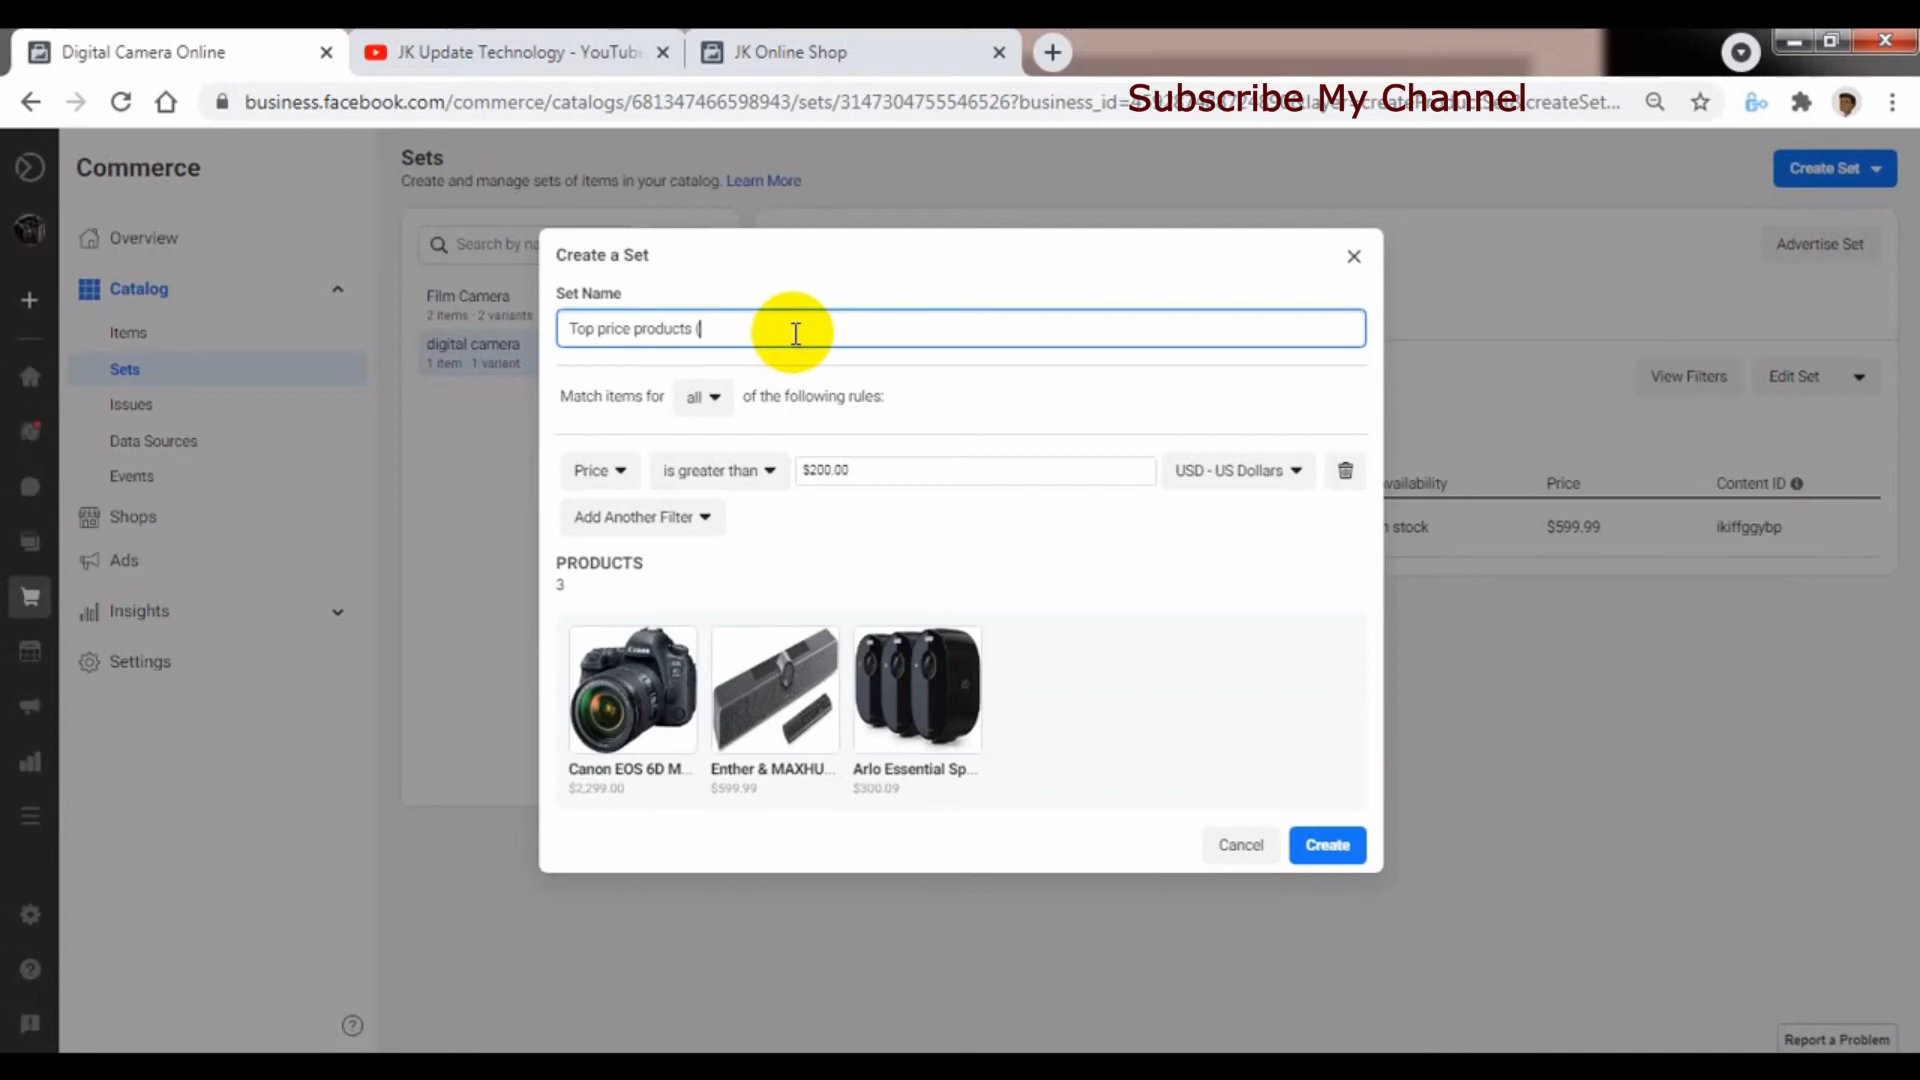 Digital Camera Online
JK Update Technology - YouTube
JK Online Shop
business.facebook.com/commerce/catalogs/681347466598943/sets/3147304755546526?business_id=
createSet...
Subscribe My Channel
Commerce
Sets
Create and manage sets of items in your catalog. Learn More
Create Set
Overview
Catalog
Items
Sets
Issues
Data Sources
Events
Shops
Ads
Insights
Settings
Search by na
Film Camera
2 items · 2 variants
digital camera
1 item · 1 variant
Advertise Set
View Filters
Edit Set
vailability
Price
Content ID
n stock
$599.99
ikiffggybp
Create a Set
Set Name
Top price products (
Match items for all of the following rules:
Price
is greater than
$200.00
USD - US Dollars
Add Another Filter
PRODUCTS
3
Canon EOS 6D M...
$2,299.00
Enther & MAXHU...
$599.99
Arlo Essential Sp...
$300.09
Cancel
Create
Report a Problem